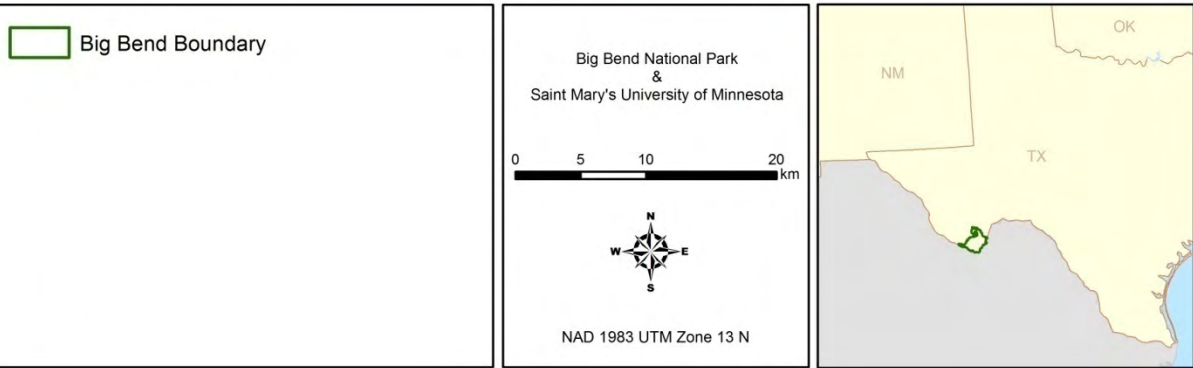 Big Bend Boundary
Big Bend National Park
&
Saint Mary's University of Minnesota
0 5 10 20
km
N
W E
S
NAD 1983 UTM Zone 13 N
OK
NM
TX